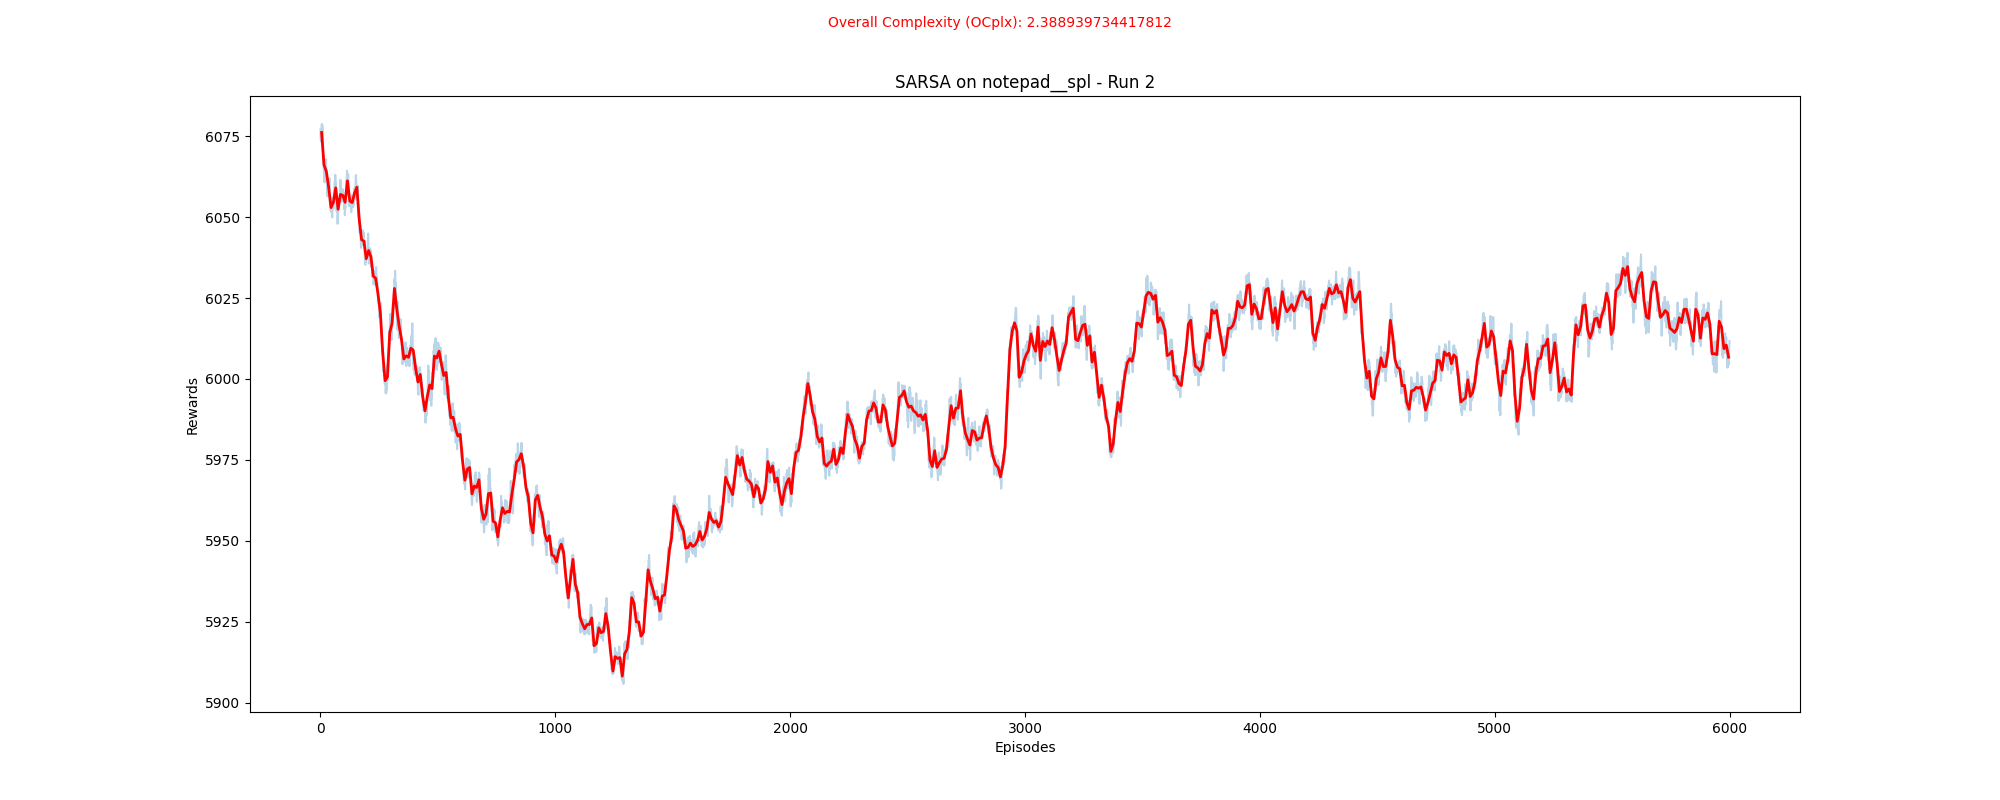 Overall Complexity (OCplx): 2.388939734417812
SARSA on notepad__spl - Run 2
Rewards
6075
6050
6025
6000
5975
5950
5925
5900
0 1000 2000 3000 4000 5000 6000
Episodes